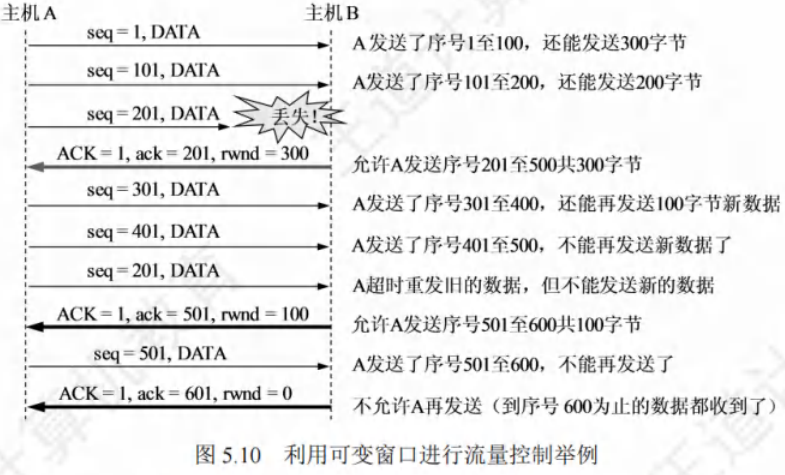 主机A 主机B
seq = 1, DATA A发送了序号1至100，还能发送300字节
seq = 101, DATA A发送了序号101至200，还能发送200字节
seq = 201, DATA 丢失!
ACK = 1, ack = 201, rwnd = 300 允许A发送序号201至500共300字节
seq = 301, DATA A发送了序号301至400，还能再发送100字节新数据
seq = 401, DATA A发送了序号401至500，不能再发送新数据了
seq = 201, DATA A超时重发旧的数据，但不能发送新的数据
ACK = 1, ack = 501, rwnd = 100 允许A发送序号501至600共100字节
seq = 501, DATA A发送了序号501至600，不能再发送了
ACK = 1, ack = 601, rwnd = 0 不允许A再发送（到序号600为止的数据都收到了）
图 5.10 利用可变窗口进行流量控制举例